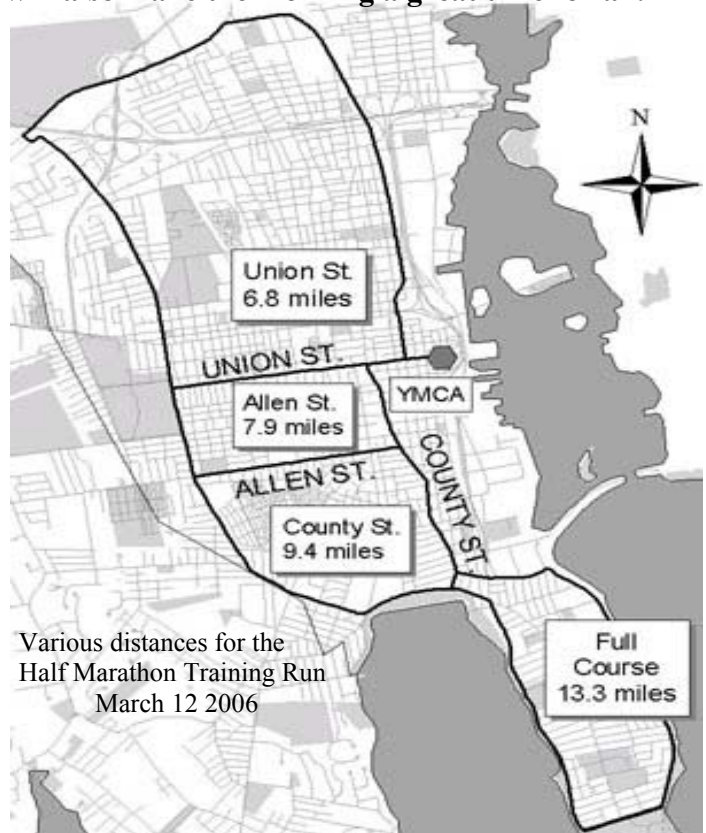 N
Union St.
6.8 miles
UNION ST.
YMCA
Allen St.
7.9 miles
ALLEN ST.
COUNTY ST.
County St.
9.4 miles
Various distances for the
Half Marathon Training Run
March 12 2006
Full
Course
13.3 miles